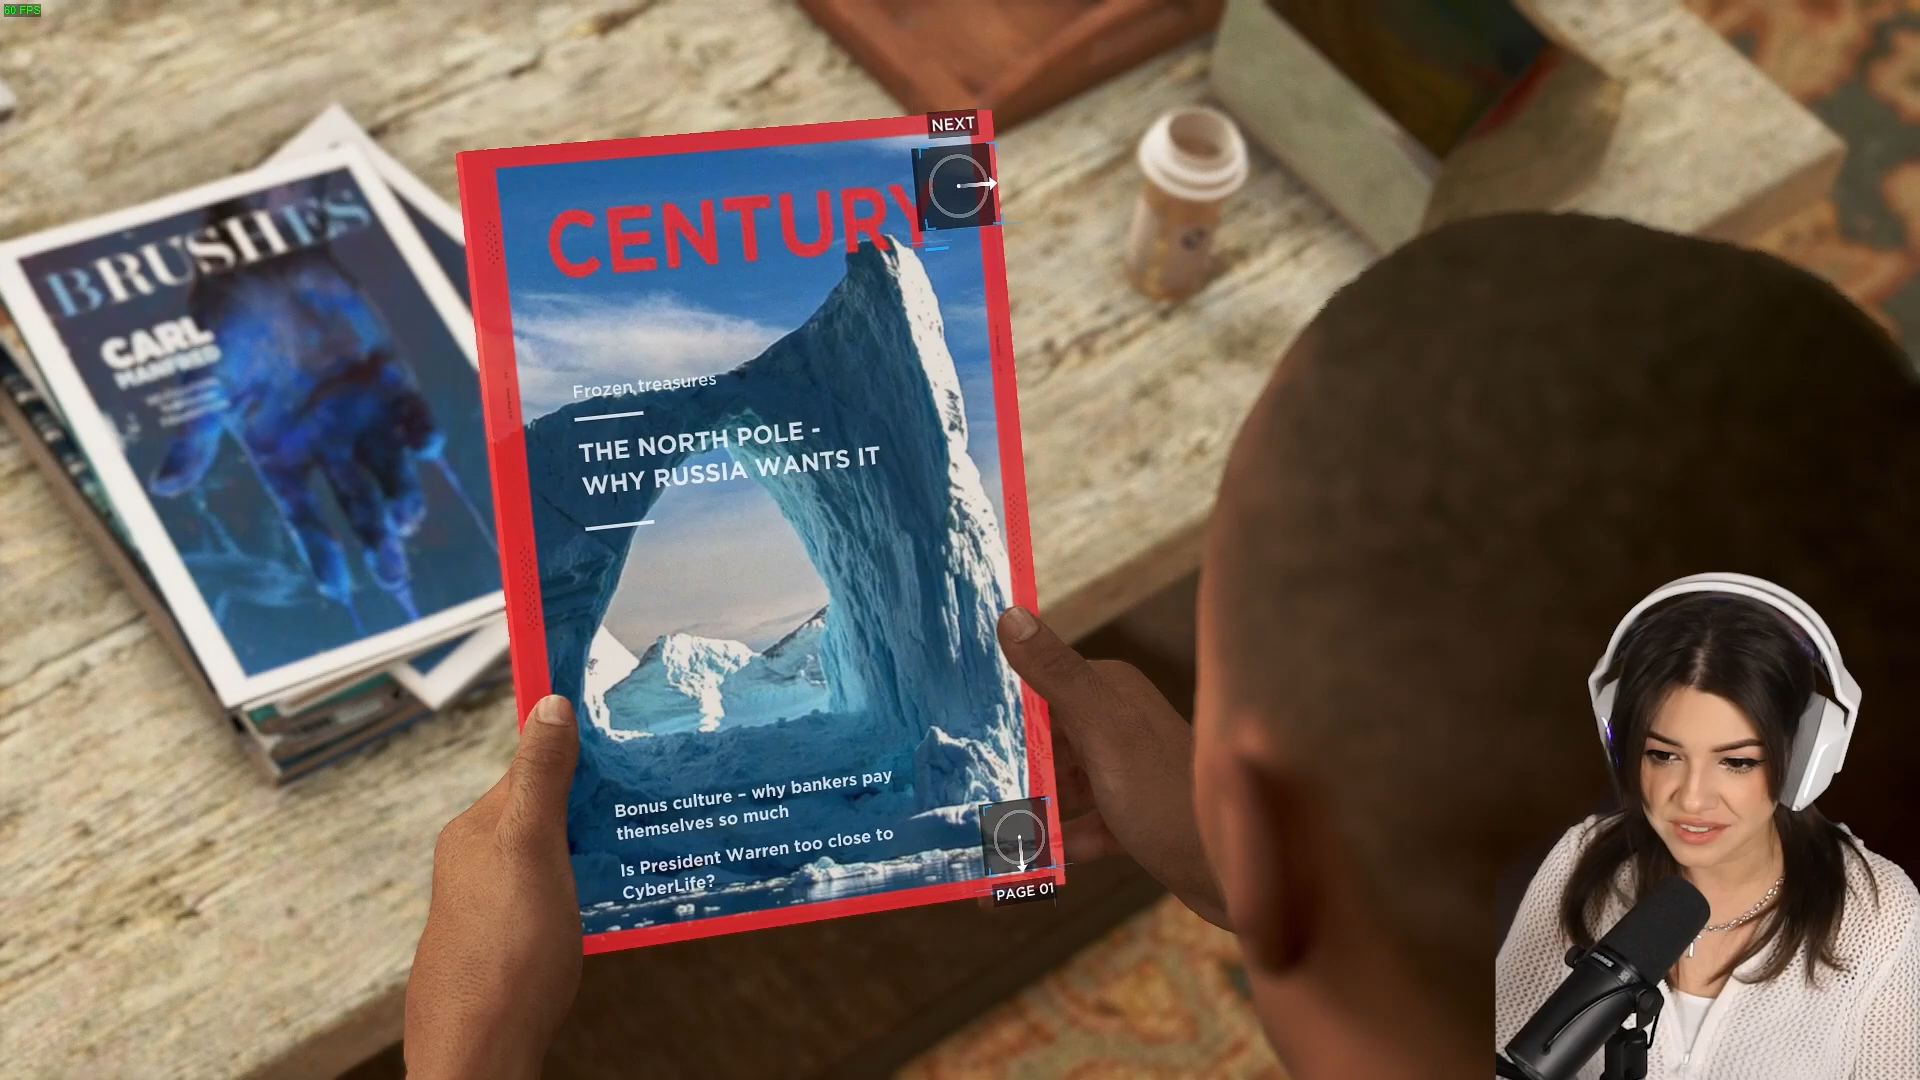 60 FPS
NEXT
CENTURY
BRUSHES
CARL
MANFRED
Frozen treasures
THE NORTH POLE -
WHY RUSSIA WANTS IT
Bonus culture – why bankers pay
themselves so much
Is President Warren too close to
CyberLife?
PAGE 01